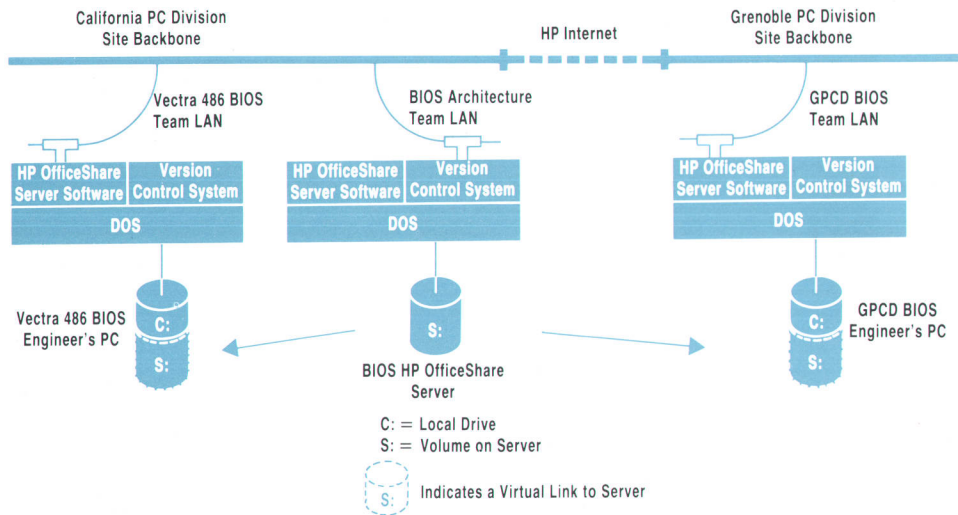 California PC Division
Site Backbone
HP Internet
Grenoble PC Division
Site Backbone
Vectra 486 BIOS
Team LAN
BIOS Architecture
Team LAN
GPCD BIOS
Team LAN
HP OfficeShare
Server Software
Version
Control System
DOS
HP OfficeShare
Server Software
Version
Control System
DOS
HP OfficeShare
Server Software
Version
Control System
DOS
Vectra 486 BIOS
Engineer's PC
C:
S:
S:
BIOS HP OfficeShare
Server
C:
S:
GPCD BIOS
Engineer's PC
C: = Local Drive
S: = Volume on Server
S:
Indicates a Virtual Link to Server